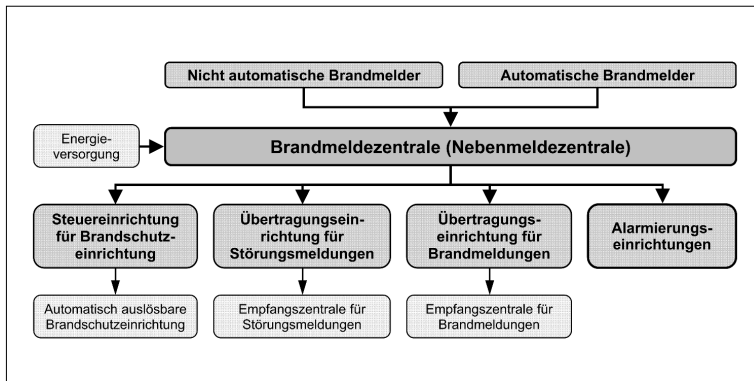 Nicht automatische Brandmelder
Automatische Brandmelder
Energie-
versorgung
Brandmeldezentrale (Nebenmeldezentrale)
Steuereinrichtung
für Brandschutz-
einrichtung
Übertragungsein-
richtung für
Störungsmeldungen
Übertragungs-
einrichtung für
Brandmeldungen
Alarmierungs-
einrichtungen
Automatisch auslösbare
Brandschutzeinrichtung
Empfangszentrale für
Störungsmeldungen
Empfangszentrale für
Brandmeldungen